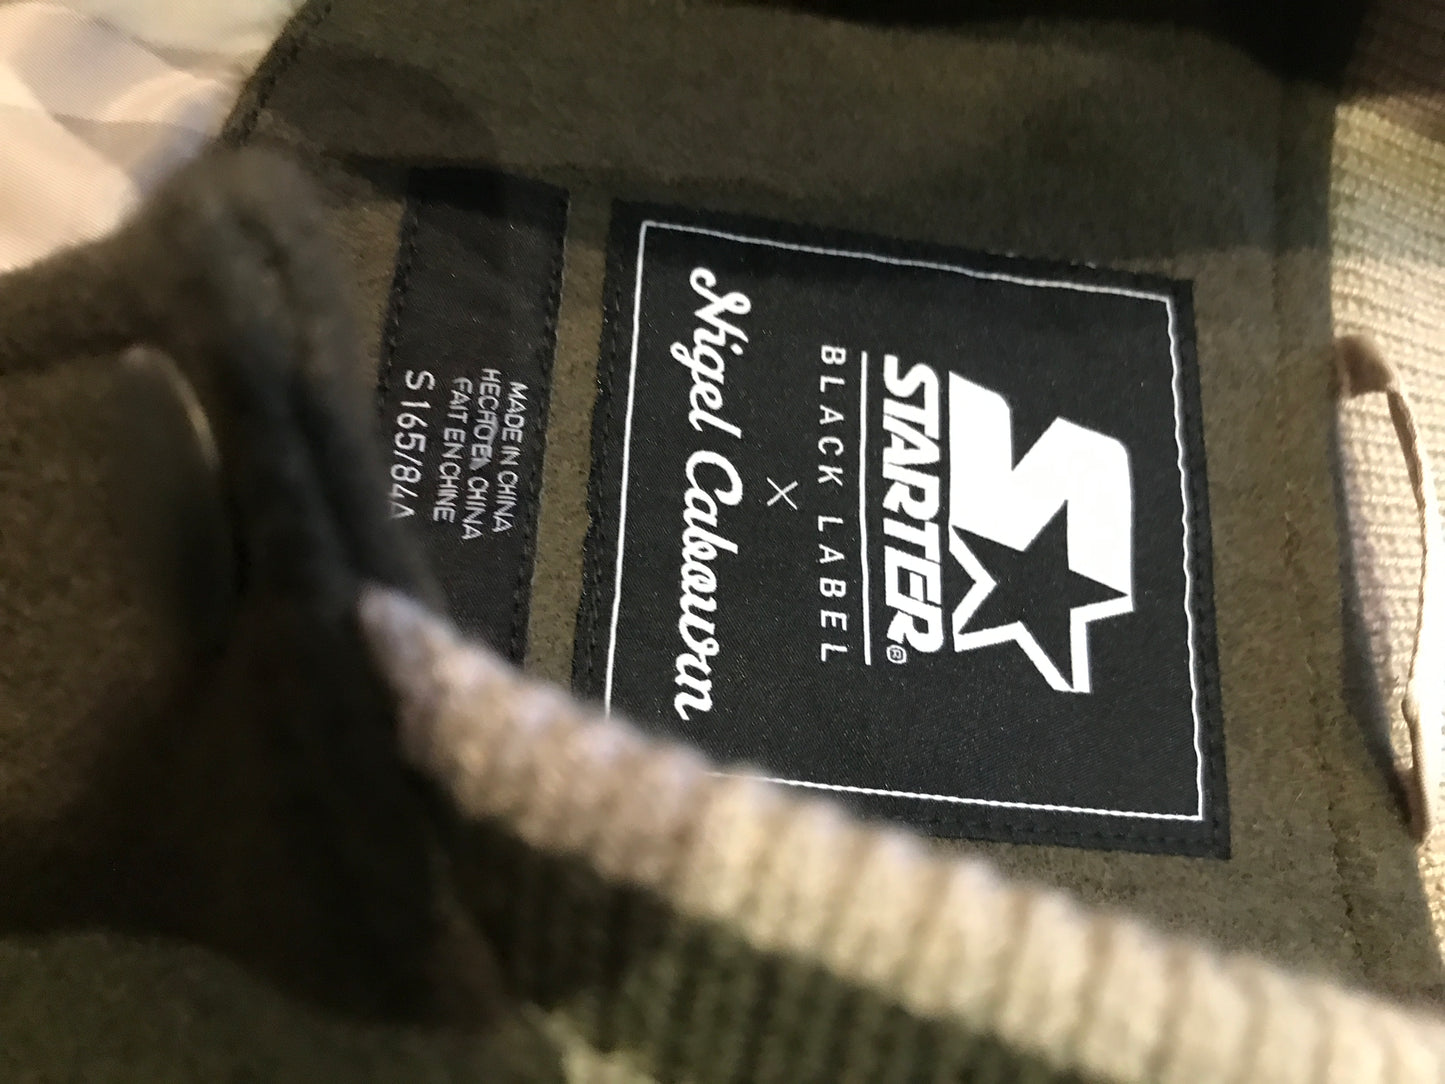 STARTER®
BLACK LABEL
×
Nigel Cabourn
MADE IN CHINA
HECHO EN CHINA
FAIT EN CHINE
S 165/84A